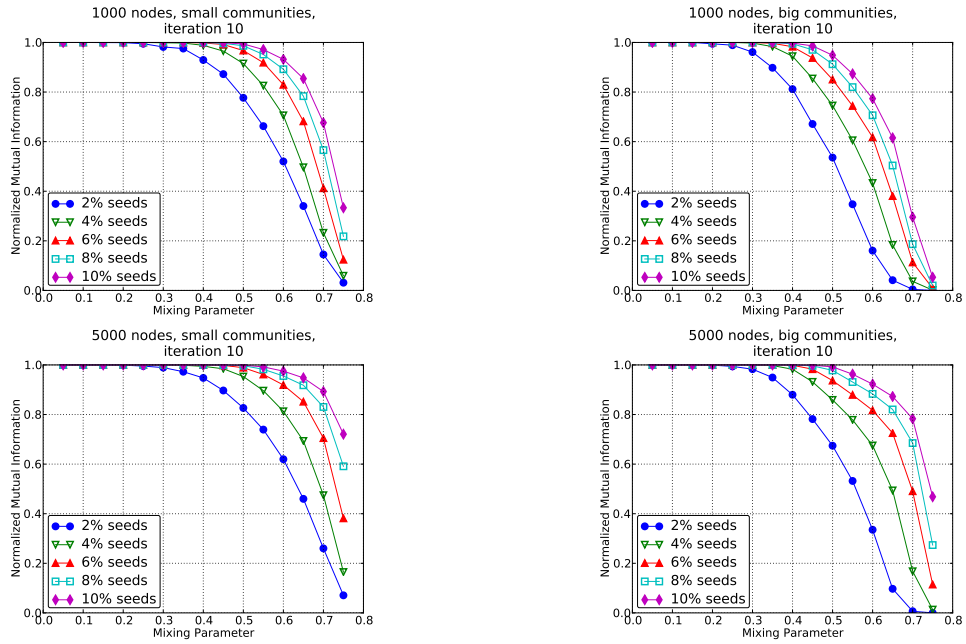 1000 nodes, small communities,
iteration 10
Normalized Mutual Information
1.0
0.8
0.6
0.4
0.2
0.0
2% seeds
4% seeds
6% seeds
8% seeds
10% seeds
0.0 0.1 0.2 0.3 0.4 0.5 0.6 0.7 0.8
Mixing Parameter
1000 nodes, big communities,
iteration 10
Normalized Mutual Information
1.0
0.8
0.6
0.4
0.2
0.0
2% seeds
4% seeds
6% seeds
8% seeds
10% seeds
0.0 0.1 0.2 0.3 0.4 0.5 0.6 0.7 0.8
Mixing Parameter
5000 nodes, small communities,
iteration 10
Normalized Mutual Information
1.0
0.8
0.6
0.4
0.2
0.0
2% seeds
4% seeds
6% seeds
8% seeds
10% seeds
0.0 0.1 0.2 0.3 0.4 0.5 0.6 0.7 0.8
Mixing Parameter
5000 nodes, big communities,
iteration 10
Normalized Mutual Information
1.0
0.8
0.6
0.4
0.2
0.0
2% seeds
4% seeds
6% seeds
8% seeds
10% seeds
0.0 0.1 0.2 0.3 0.4 0.5 0.6 0.7 0.8
Mixing Parameter